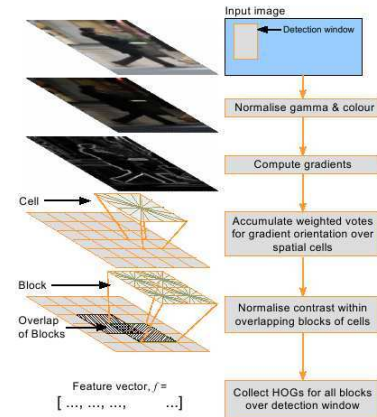 Input image
Detection window
Normalise gamma & colour
Compute gradients
Cell
Accumulate weighted votes
for gradient orientation over
spatial cells
Block
Overlap
of Blocks
Normalise contrast within
overlapping blocks of cells
Feature vector, f =
[ ..., ..., ..., ...]
Collect HOGs for all blocks
over detection window